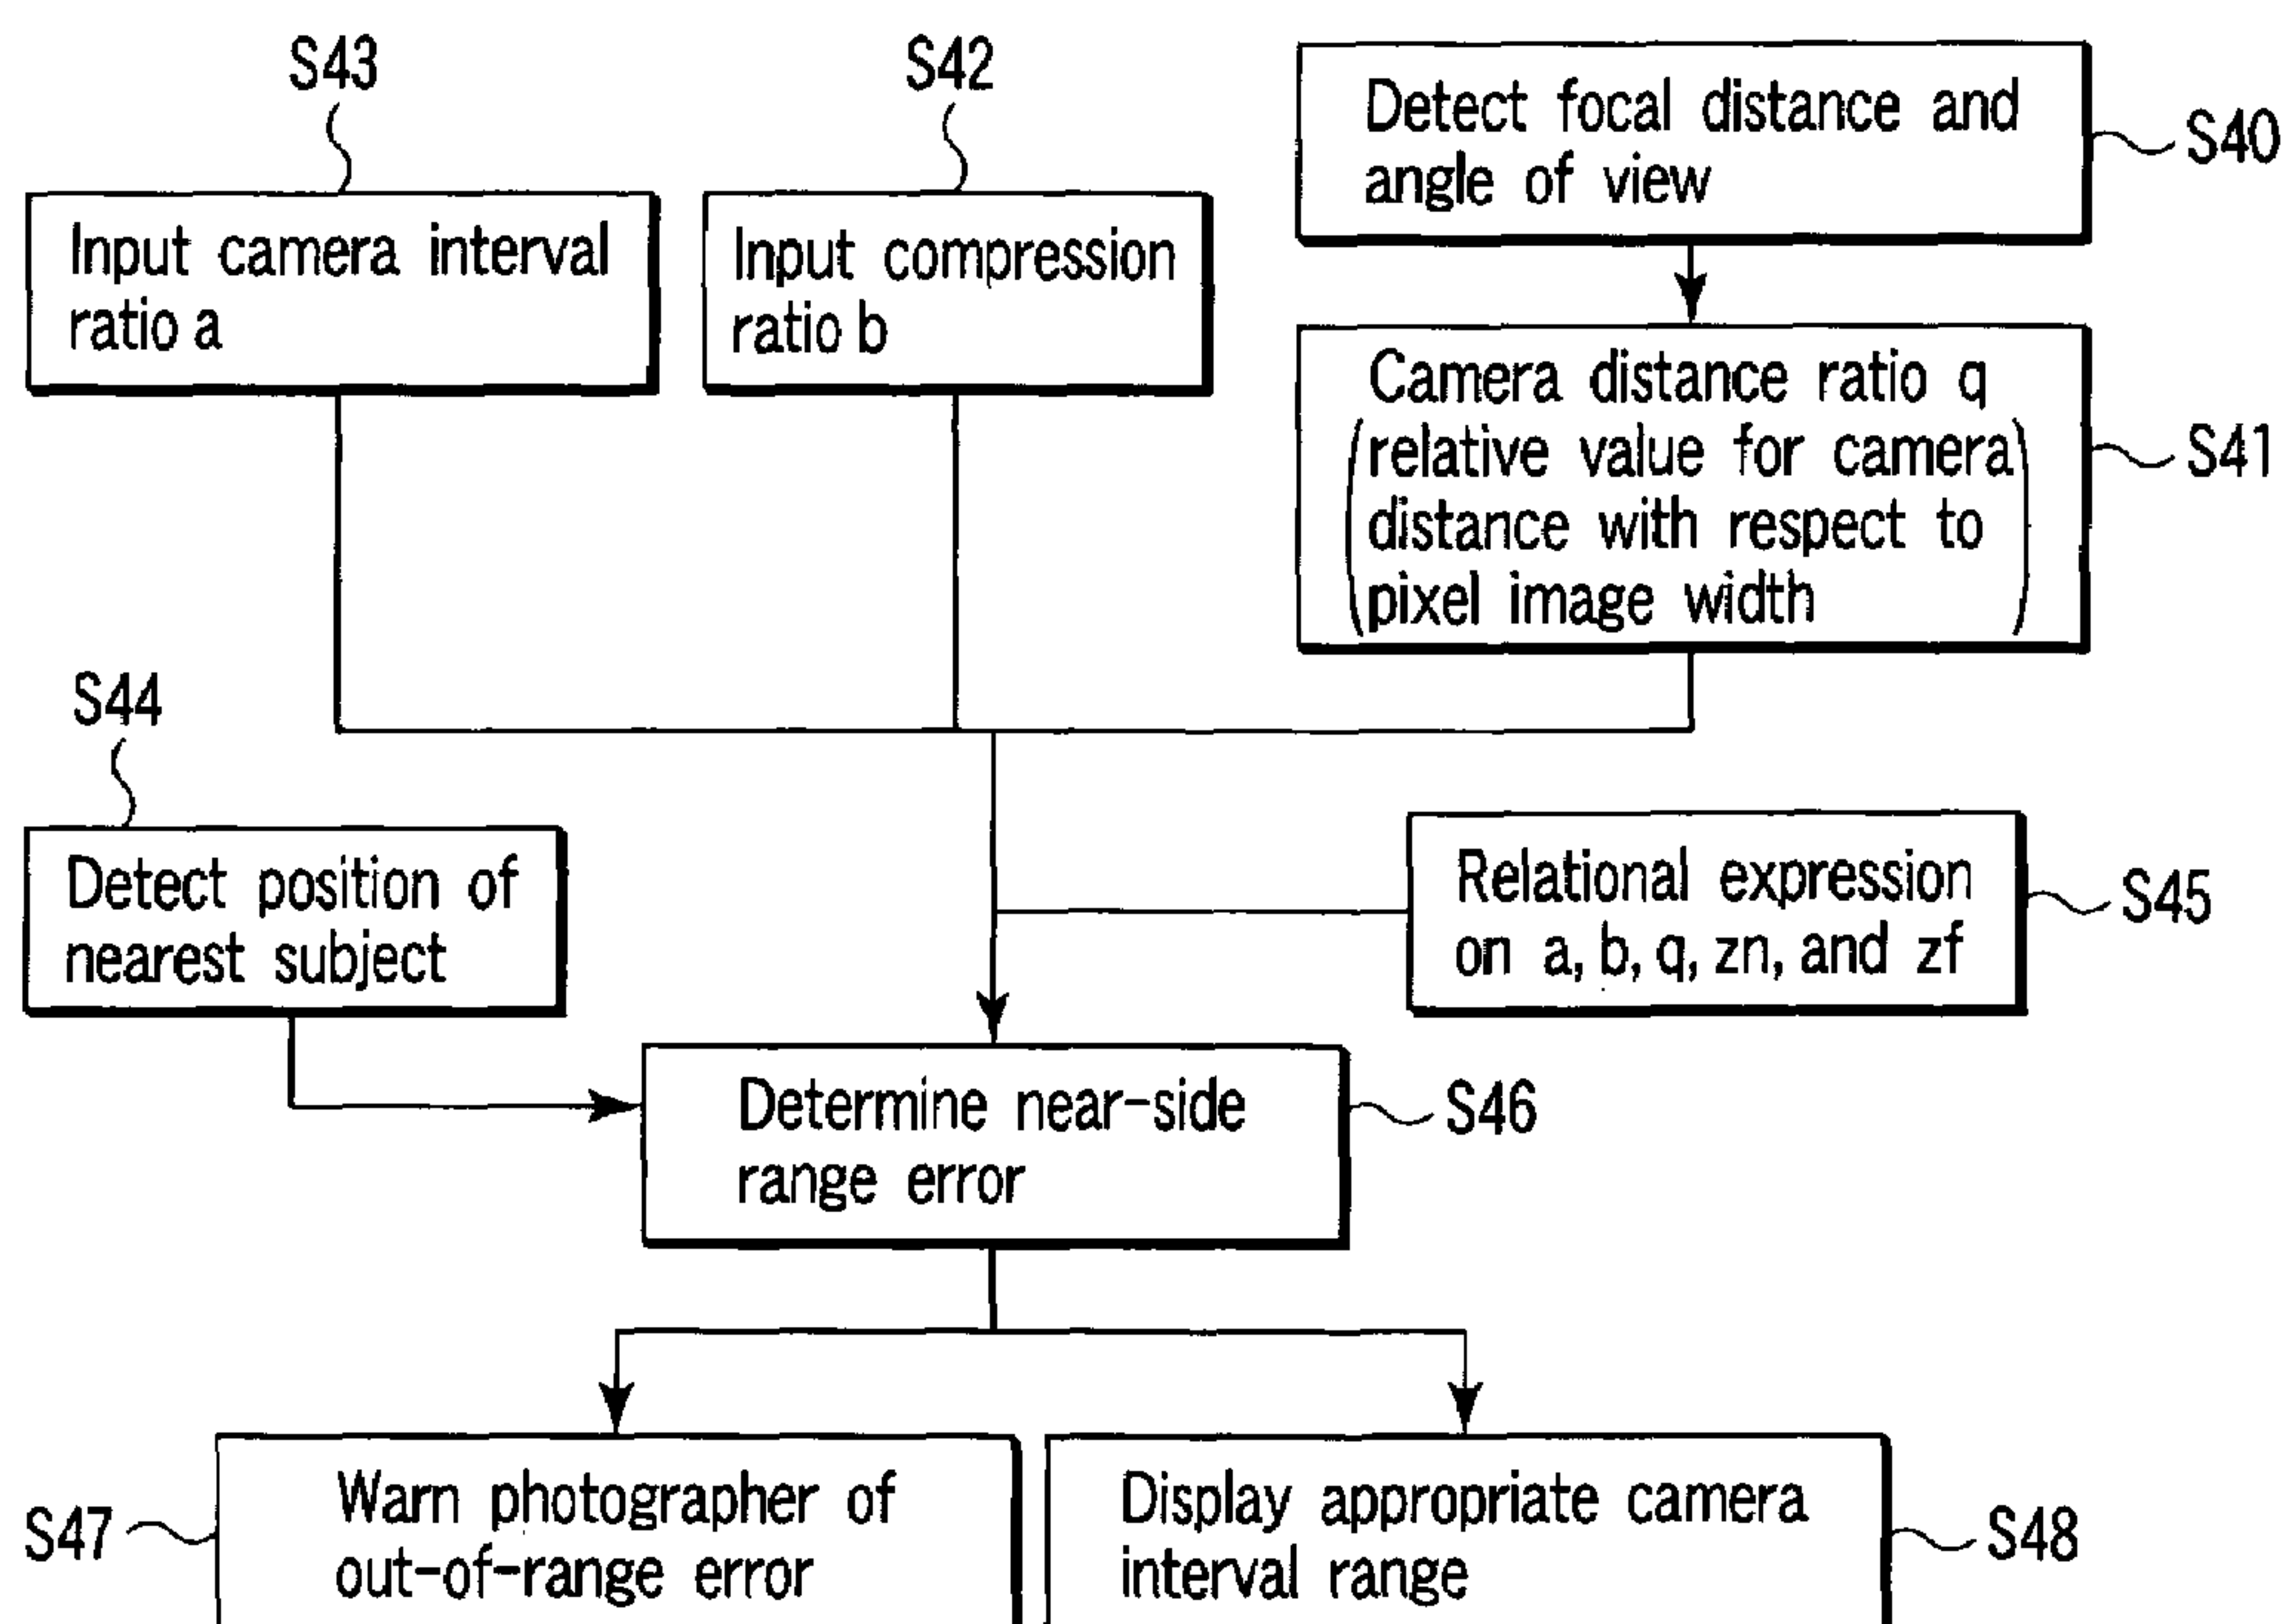 S43
S42
Detect focal distance and
angle of view
S40
Input camera interval
ratio a
Input compression
ratio b
Camera distance ratio q
(relative value for camera
distance with respect to
pixel image width)
S41
S44
Detect position of
nearest subject
Relational expression
on a, b, q, zn, and zf
S45
Determine near-side
range error
S46
S47
Warn photographer of
out-of-range error
Display appropriate camera
interval range
S48